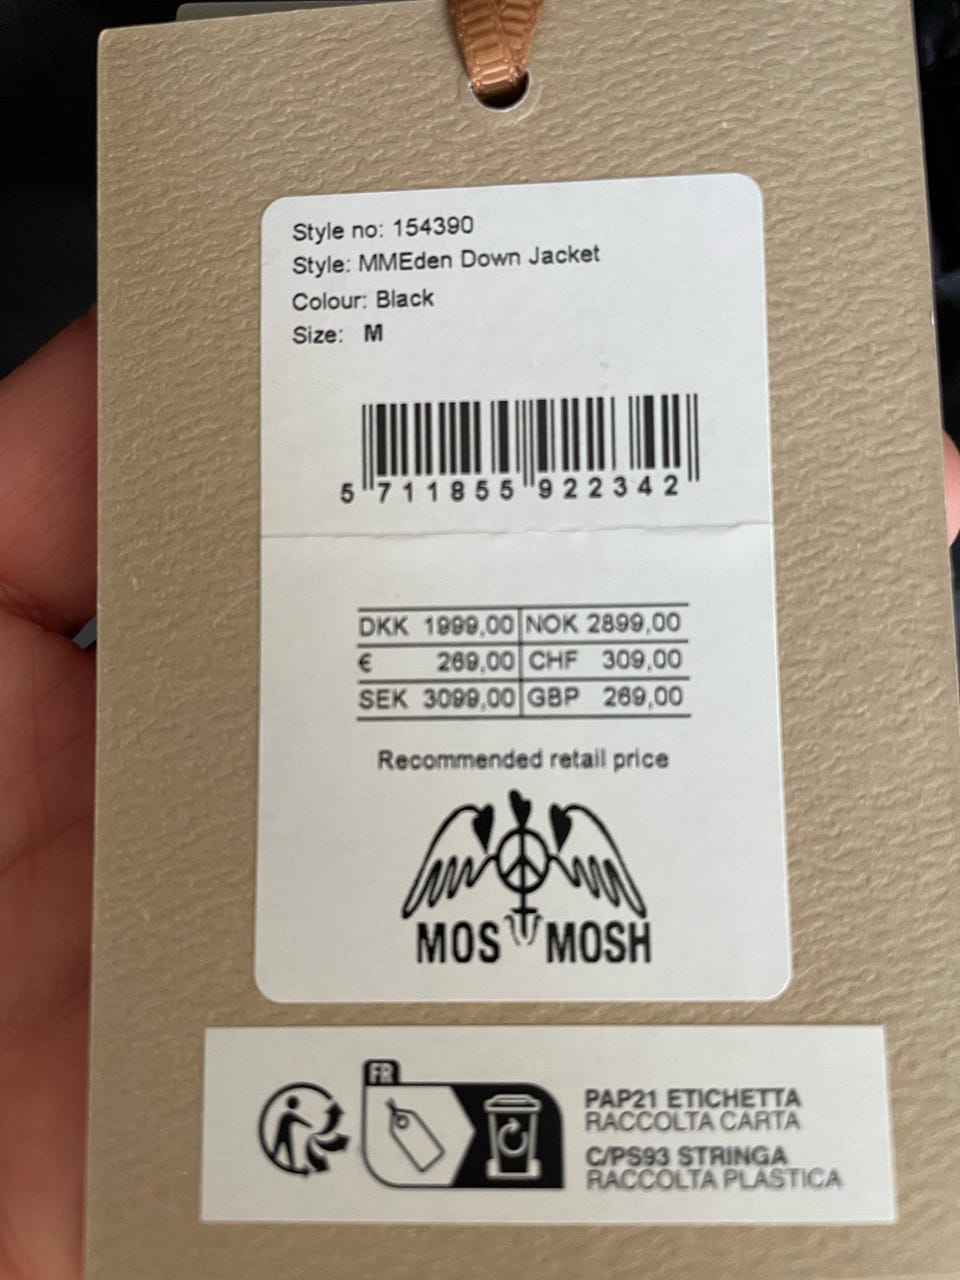 Style no: 154390
Style: MMEden Down Jacket
Colour: Black
Size: M
5 711855 922342
DKK 1999,00 NOK 2899,00
€ 269,00 CHF 309,00
SEK 3099,00 GBP 269,00
Recommended retail price
MOS MOSH
FR
PAP21 ETICHETTA
RACCOLTA CARTA
C/PS93 STRINGA
RACCOLTA PLASTICA